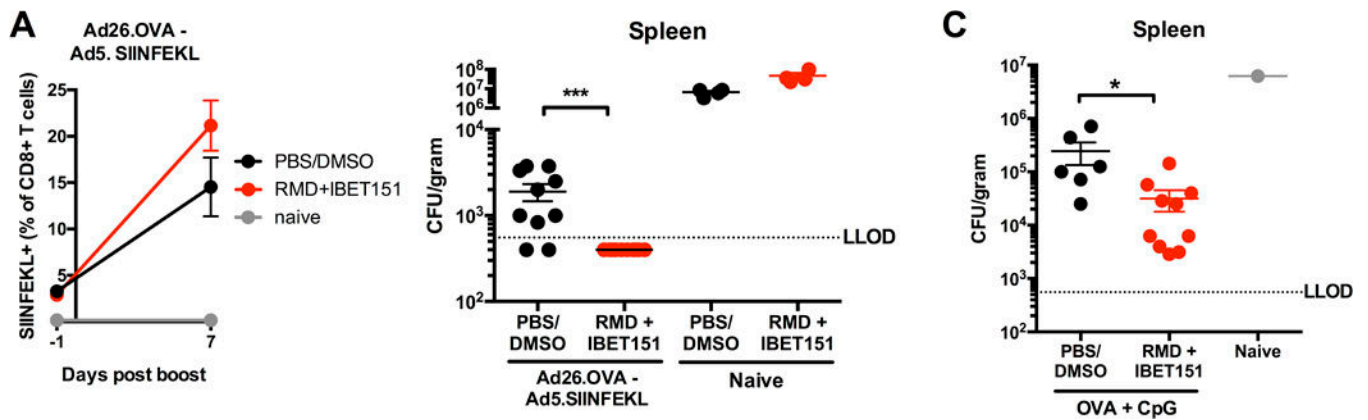 A
Ad26.OVA -
Ad5. SIINFEKL
SIINFEKL+ (% of CD8+ T cells)
25
20
15
10
5
-1
7
Days post boost
PBS/DMSO
RMD+IBET151
naive
Spleen
CFU/gram
10^8
10^7
10^6
10^4
10^3
10^2
***
LLOD
PBS/
DMSO
RMD +
IBET151
PBS/
DMSO
RMD +
IBET151
Ad26.OVA -
Ad5.SIINFEKL
Naive
C
Spleen
CFU/gram
10^7
10^6
10^5
10^4
10^3
10^2
*
LLOD
PBS/
DMSO
RMD +
IBET151
Naive
OVA + CpG